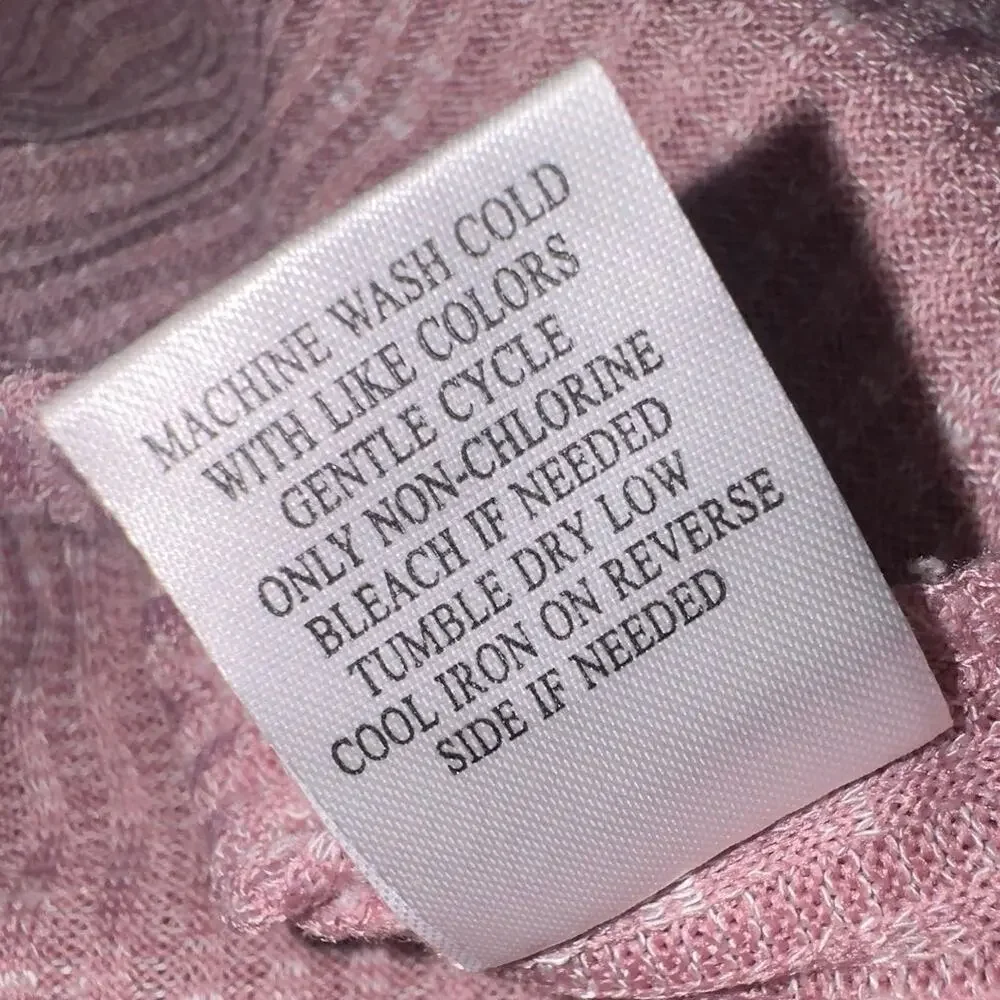 MACHINE WASH COLD
WITH LIKE COLORS
GENTLE CYCLE
ONLY NON-CHLORINE
BLEACH IF NEEDED
TUMBLE DRY LOW
COOL IRON ON REVERSE
SIDE IF NEEDED